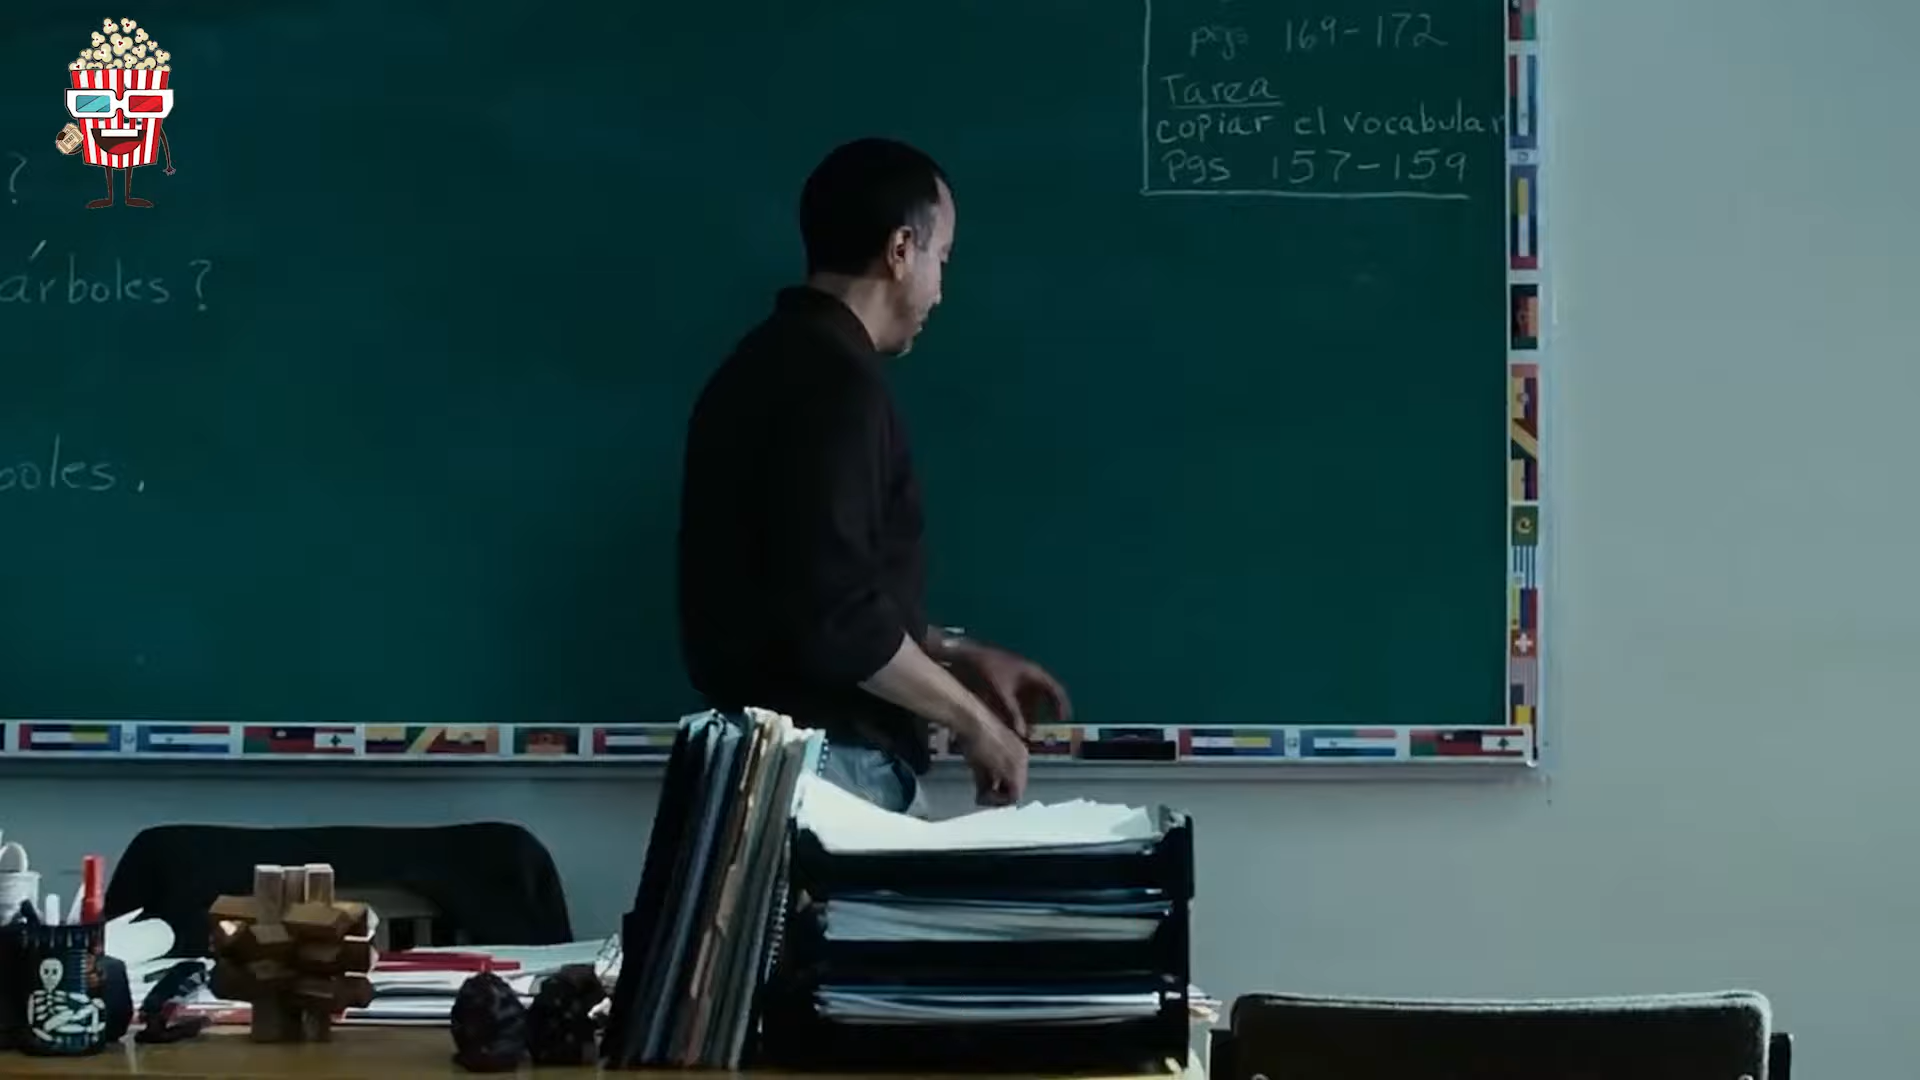 ?
árboles?
boles.
pgs 169-172
Tarea
copiar el vocabular
Pgs 157-159